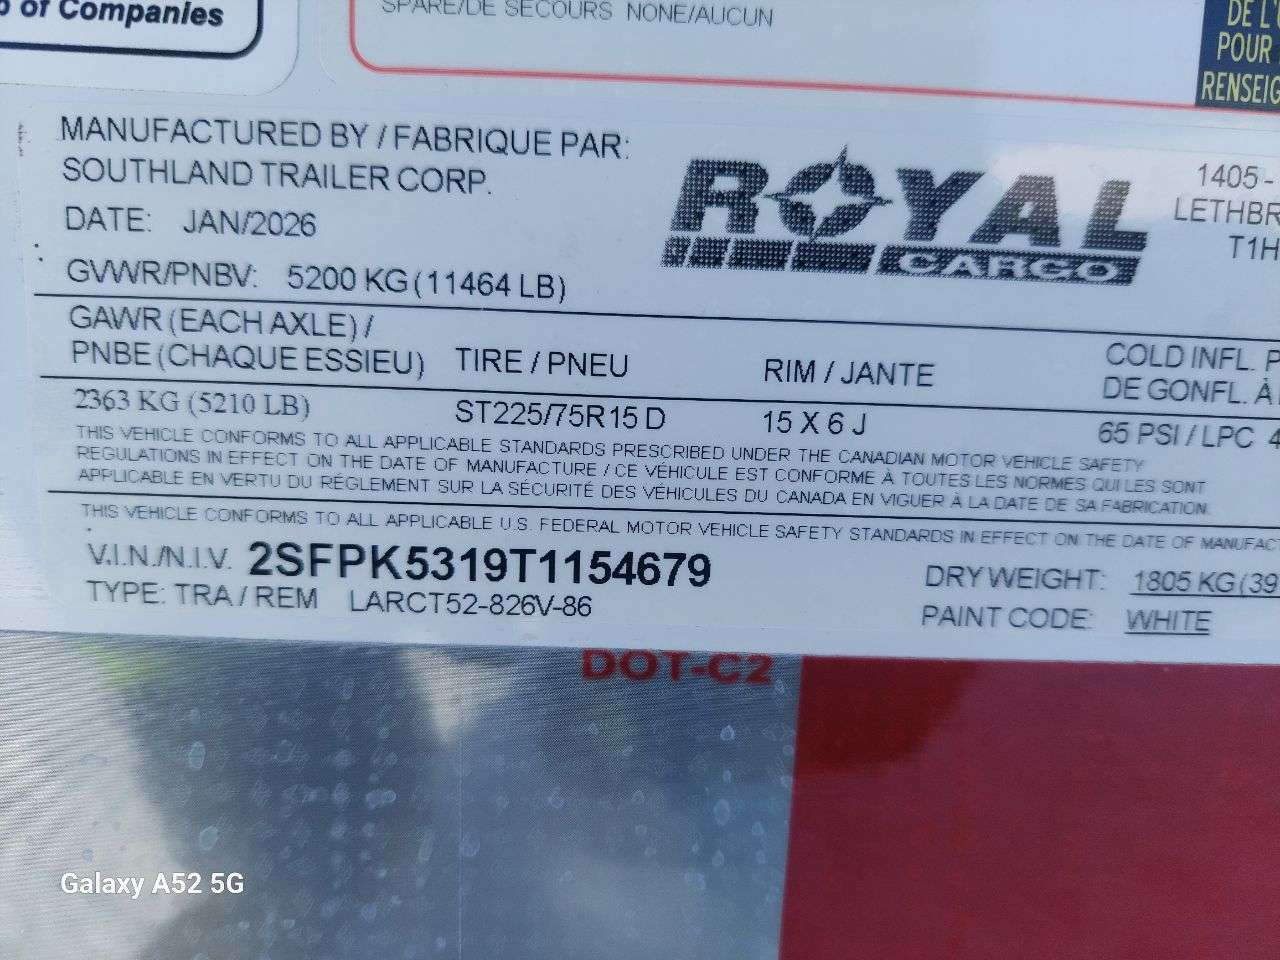 of Companies
SPARE/DE SECOURS NONE/AUCUN
DE L'
POUR
RENSEIG
MANUFACTURED BY / FABRIQUE PAR:
SOUTHLAND TRAILER CORP.
DATE: JAN/2026
GVWR/PNBV: 5200 KG (11464 LB)
ROYAL
CARGO
1405 -
LETHBR
T1H
GAWR (EACH AXLE) /
PNBE (CHAQUE ESSIEU) TIRE / PNEU RIM / JANTE
COLD INFL. P
DE GONFL. À
2363 KG (5210 LB) ST225/75R15 D 15 X 6 J 65 PSI / LPC 4
THIS VEHICLE CONFORMS TO ALL APPLICABLE STANDARDS PRESCRIBED UNDER THE CANADIAN MOTOR VEHICLE SAFETY
REGULATIONS IN EFFECT ON THE DATE OF MANUFACTURE / CE VÉHICULE EST CONFORME À TOUTES LES NORMES QUI LES SONT
APPLICABLE EN VERTU DU RÉGLEMENT SUR LA SÉCURITÉ DES VÉHICULES DU CANADA EN VIGUER À LA DATE DE SA FABRICATION.
THIS VEHICLE CONFORMS TO ALL APPLICABLE U.S. FEDERAL MOTOR VEHICLE SAFETY STANDARDS IN EFFECT ON THE DATE OF MANUFACT
V.I.N./N.I.V. 2SFPK5319T1154679 DRY WEIGHT: 1805 KG (39
TYPE: TRA / REM LARCT52-826V-86 PAINT CODE: WHITE
DOT-C2
Galaxy A52 5G